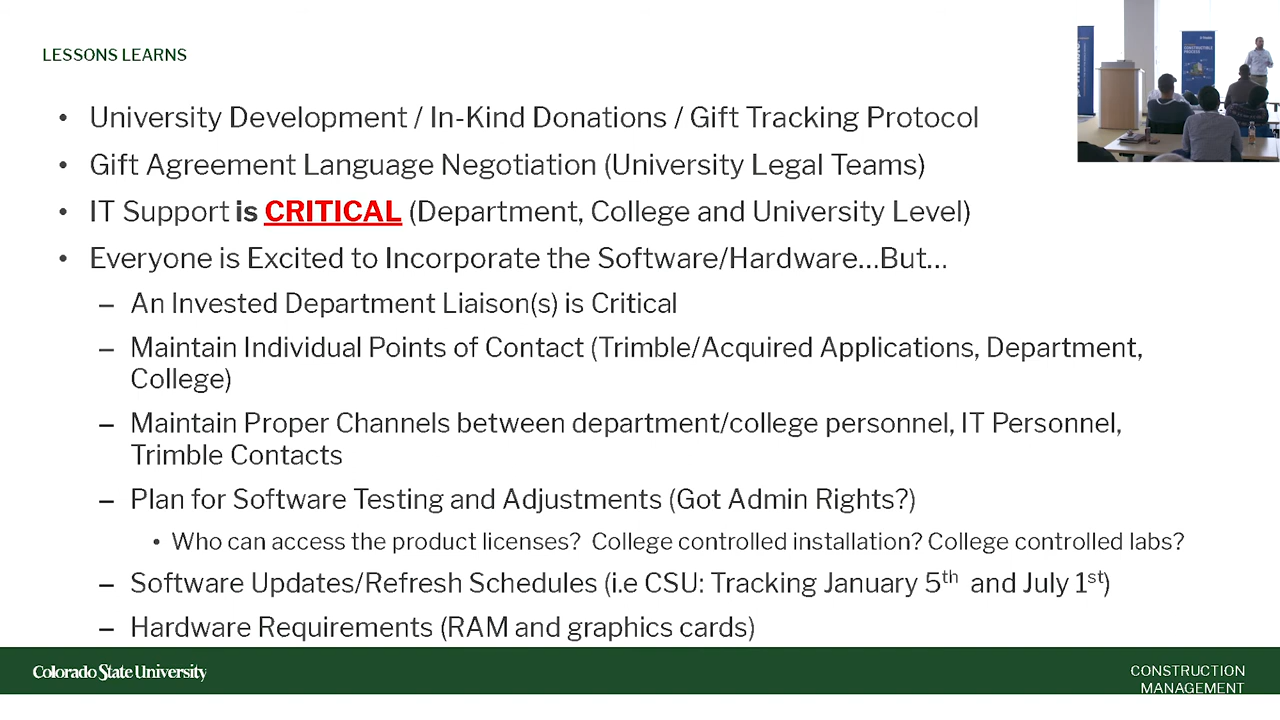 LESSONS LEARNS
• University Development / In-Kind Donations / Gift Tracking Protocol
• Gift Agreement Language Negotiation (University Legal Teams)
• IT Support is CRITICAL (Department, College and University Level)
• Everyone is Excited to Incorporate the Software/Hardware...But...
– An Invested Department Liaison(s) is Critical
– Maintain Individual Points of Contact (Trimble/Acquired Applications, Department,
College)
– Maintain Proper Channels between department/college personnel, IT Personnel,
Trimble Contacts
– Plan for Software Testing and Adjustments (Got Admin Rights?)
• Who can access the product licenses? College controlled installation? College controlled labs?
– Software Updates/Refresh Schedules (i.e CSU: Tracking January 5th and July 1st)
– Hardware Requirements (RAM and graphics cards)
Colorado State University
CONSTRUCTION
MANAGEMENT